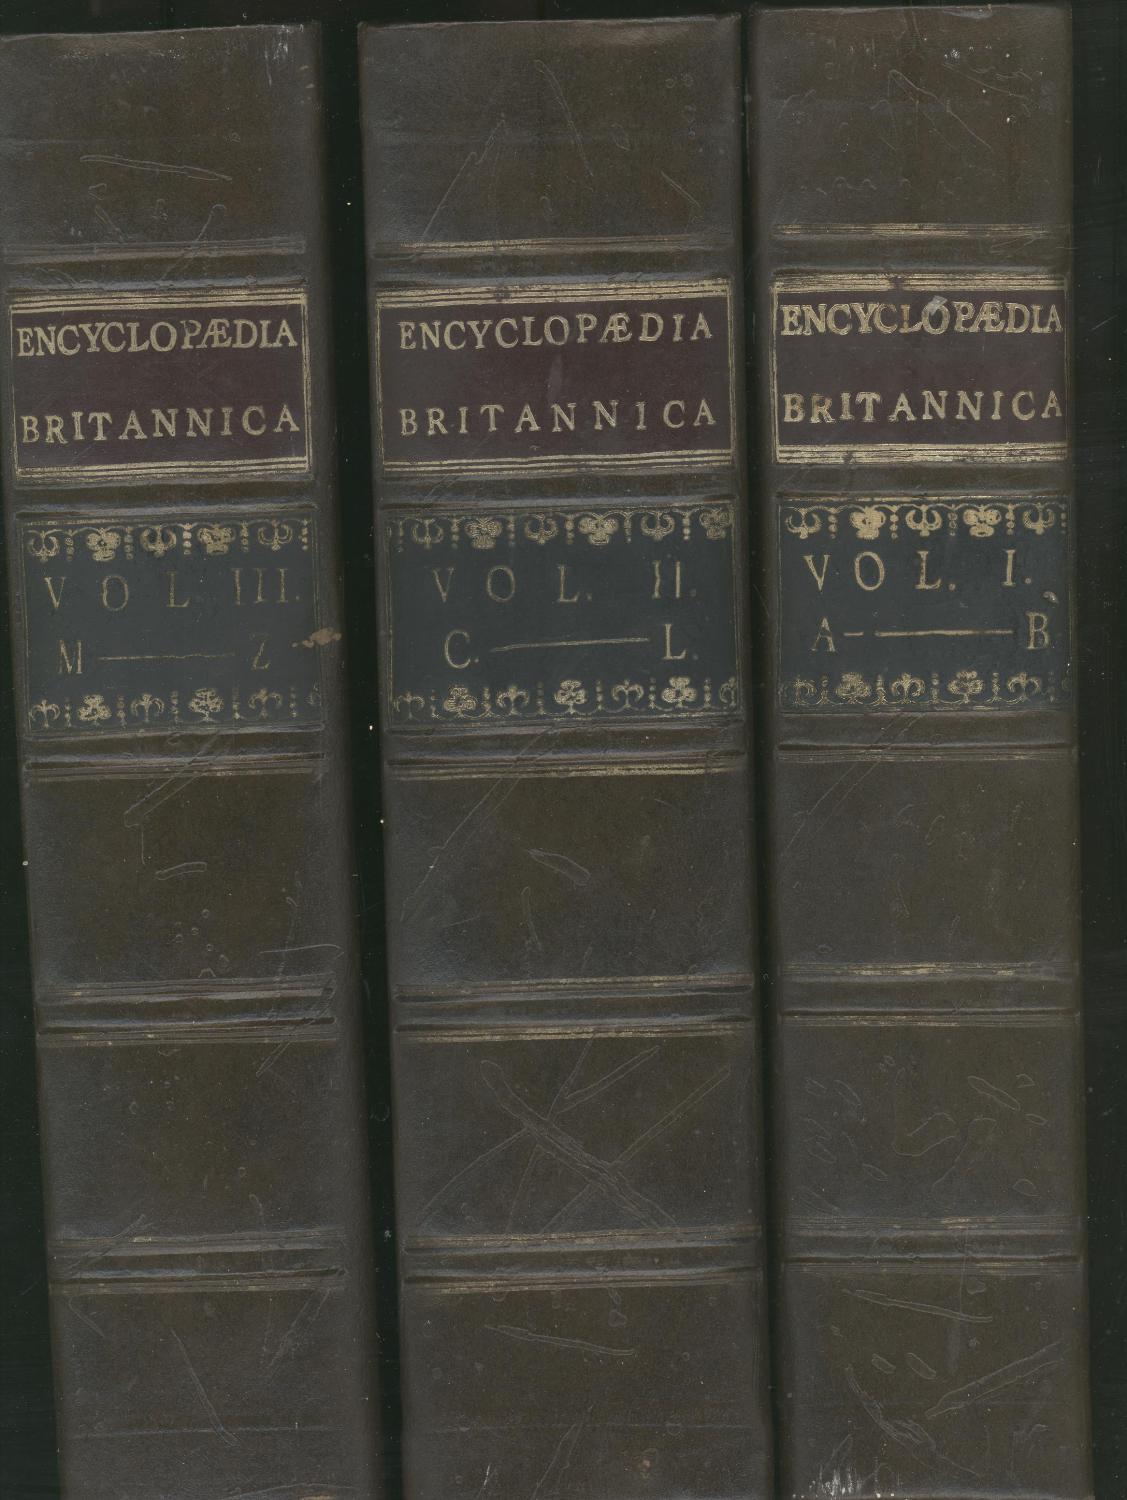 ENCYCLOPÆDIA
BRITANNICA
VOL. III.
M — Z
ENCYCLOPÆDIA
BRITANNICA
VOL. II.
C. — L.
ENCYCLOPÆDIA
BRITANNICA
VOL. I.
A — B